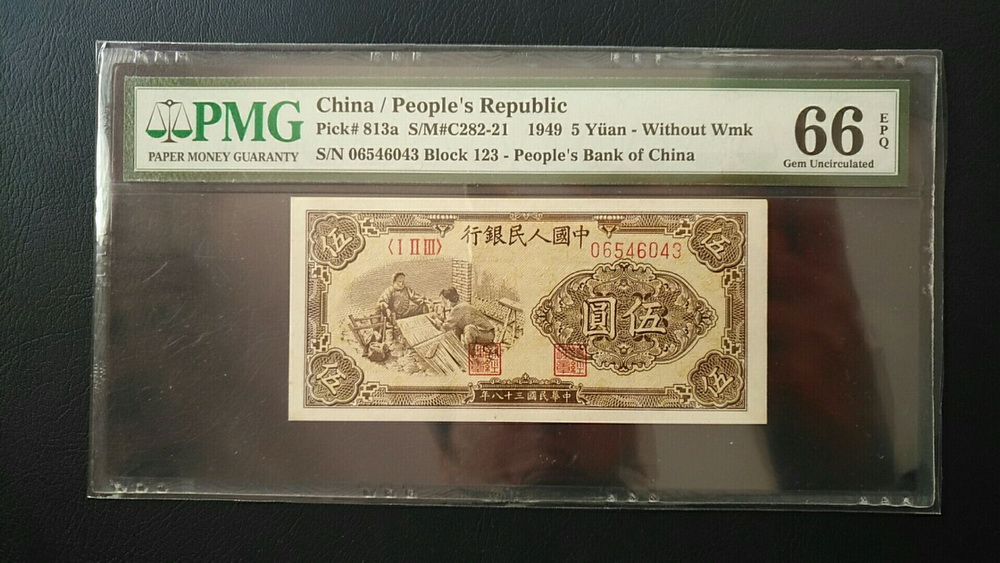 PMG
PAPER MONEY GUARANTY
China / People's Republic
Pick# 813a S/M#C282-21 1949 5 Yüan - Without Wmk
S/N 06546043 Block 123 - People's Bank of China
66
Gem Uncirculated
EPQ
行銀民人國中
〈I II III〉
06546043
伍
伍
圓伍
伍
伍
年八十三國民華中